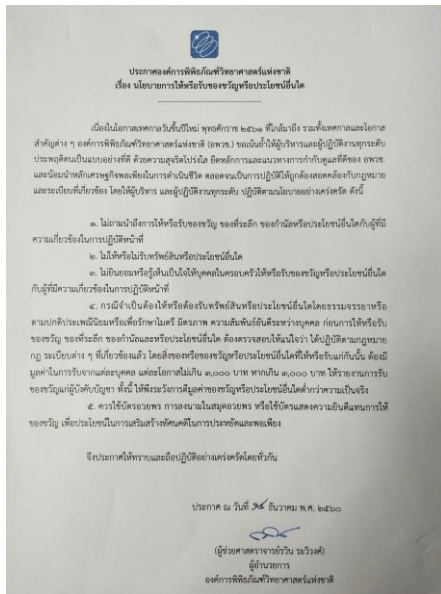 ประกาศองค์การพิพิธภัณฑ์วิทยาศาสตร์แห่งชาติ
เรื่อง นโยบายการให้หรือรับของขวัญหรือประโยชน์อื่นใด
เนื่องในโอกาสเทศกาลวันขึ้นปีใหม่ พุทธศักราช ๒๕๖๑ ที่ใกล้มาถึง รวมทั้งเทศกาลและโอกาส
สำคัญต่าง ๆ องค์การพิพิธภัณฑ์วิทยาศาสตร์แห่งชาติ (อพวช.) ขอเน้นย้ำให้ผู้บริหารและผู้ปฏิบัติงานทุกระดับ
ประพฤติตนเป็นแบบอย่างที่ดี ด้วยความสุจริตโปร่งใส ยึดหลักการและแนวทางการกำกับดูแลที่ดีของ อพวช.
และน้อมนำหลักเศรษฐกิจพอเพียงในการดำเนินชีวิต ตลอดจนเป็นการปฏิบัติให้ถูกต้องสอดคล้องกับกฎหมาย
และระเบียบที่เกี่ยวข้อง โดยให้ผู้บริหาร และผู้ปฏิบัติงานทุกระดับ ปฏิบัติตามนโยบายอย่างเคร่งครัด ดังนี้
๑. ไม่ถามนำถึงการให้หรือรับของขวัญ ของที่ระลึก ของกำนัลหรือประโยชน์อื่นใดกับผู้ที่มี
ความเกี่ยวข้องในการปฏิบัติหน้าที่
๒. ไม่ให้หรือไม่รับทรัพย์สินหรือประโยชน์อื่นใด
๓. ไม่ยินยอมหรือรู้เห็นเป็นใจให้บุคคลในครอบครัวให้หรือรับของขวัญหรือประโยชน์อื่นใด
กับผู้ที่มีความเกี่ยวข้องในการปฏิบัติหน้าที่
๔. กรณีจำเป็นต้องให้หรือต้องรับทรัพย์สินหรือประโยชน์อื่นใดโดยธรรมจรรยาหรือ
ตามปกติประเพณีนิยมหรือเพื่อรักษาไมตรี มิตรภาพ ความสัมพันธ์อันดีระหว่างบุคคล ก่อนการให้หรือรับ
ของขวัญ ของที่ระลึก ของกำนัลและหรือประโยชน์อื่นใด ต้องตรวจสอบให้แน่ใจว่า ได้ปฏิบัติตามกฎหมาย
กฎ ระเบียบต่าง ๆ ที่เกี่ยวข้องแล้ว โดยสิ่งของหรือของขวัญหรือประโยชน์อื่นใดที่ให้หรือรับแก่กันนั้น ต้องมี
มูลค่าในการรับจากแต่ละบุคคล แต่ละโอกาสไม่เกิน ๓,๐๐๐ บาท หากเกิน ๓,๐๐๐ บาท ให้รายงานการรับ
ของขวัญแก่ผู้บังคับบัญชา ทั้งนี้ ให้พึงระวังการตีมูลค่าของขวัญหรือประโยชน์อื่นใดต่ำกว่าความเป็นจริง
๕. ควรใช้บัตรอวยพร การลงนามในสมุดอวยพร หรือใช้บัตรแสดงความยินดีแทนการให้
ของขวัญ เพื่อประโยชน์ในการเสริมสร้างทัศนคติในการประหยัดและพอเพียง
จึงประกาศให้ทราบและถือปฏิบัติอย่างเคร่งครัดโดยทั่วกัน
ประกาศ ณ วันที่ ธันวาคม พ.ศ. ๒๕๖๐
(ผู้ช่วยศาสตราจารย์รวิน ระวิวงศ์)
ผู้อำนวยการ
องค์การพิพิธภัณฑ์วิทยาศาสตร์แห่งชาติ